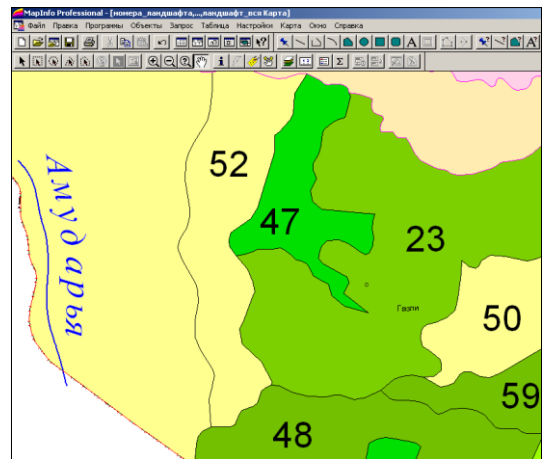 MapInfo Professional - [номера_ландшафта,...,ландшафт_вся Карта]
Файл Правка Программы Объекты Запрос Таблица Настройки Карта Окно Справка
52
Амударья
47
23
Газли
50
59
48